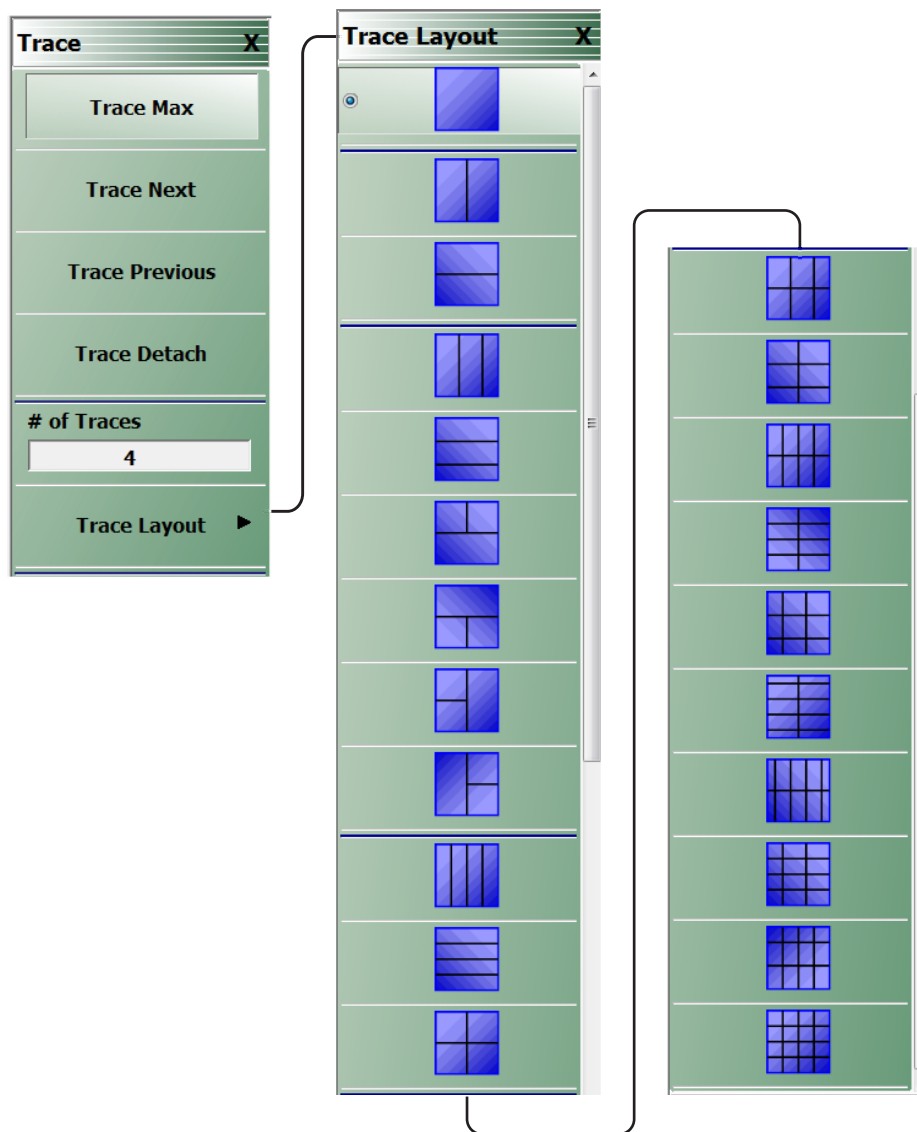 Trace X
Trace Max
Trace Next
Trace Previous
Trace Detach
# of Traces
4
Trace Layout
Trace Layout X